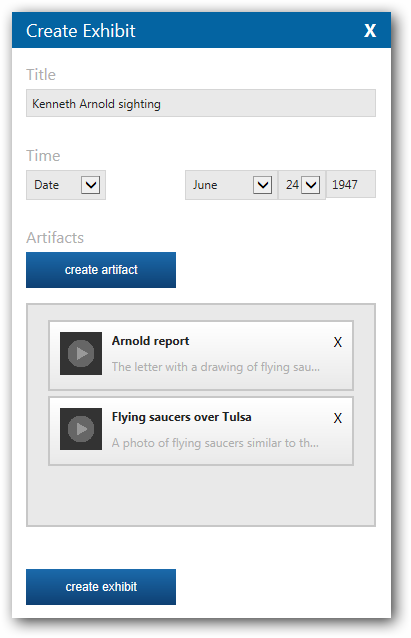 Create Exhibit X
Title
Kenneth Arnold sighting
Time
Date June 24 1947
Artifacts
create artifact
Arnold report X
The letter with a drawing of flying sau...
Flying saucers over Tulsa X
A photo of flying saucers similar to th...
create exhibit